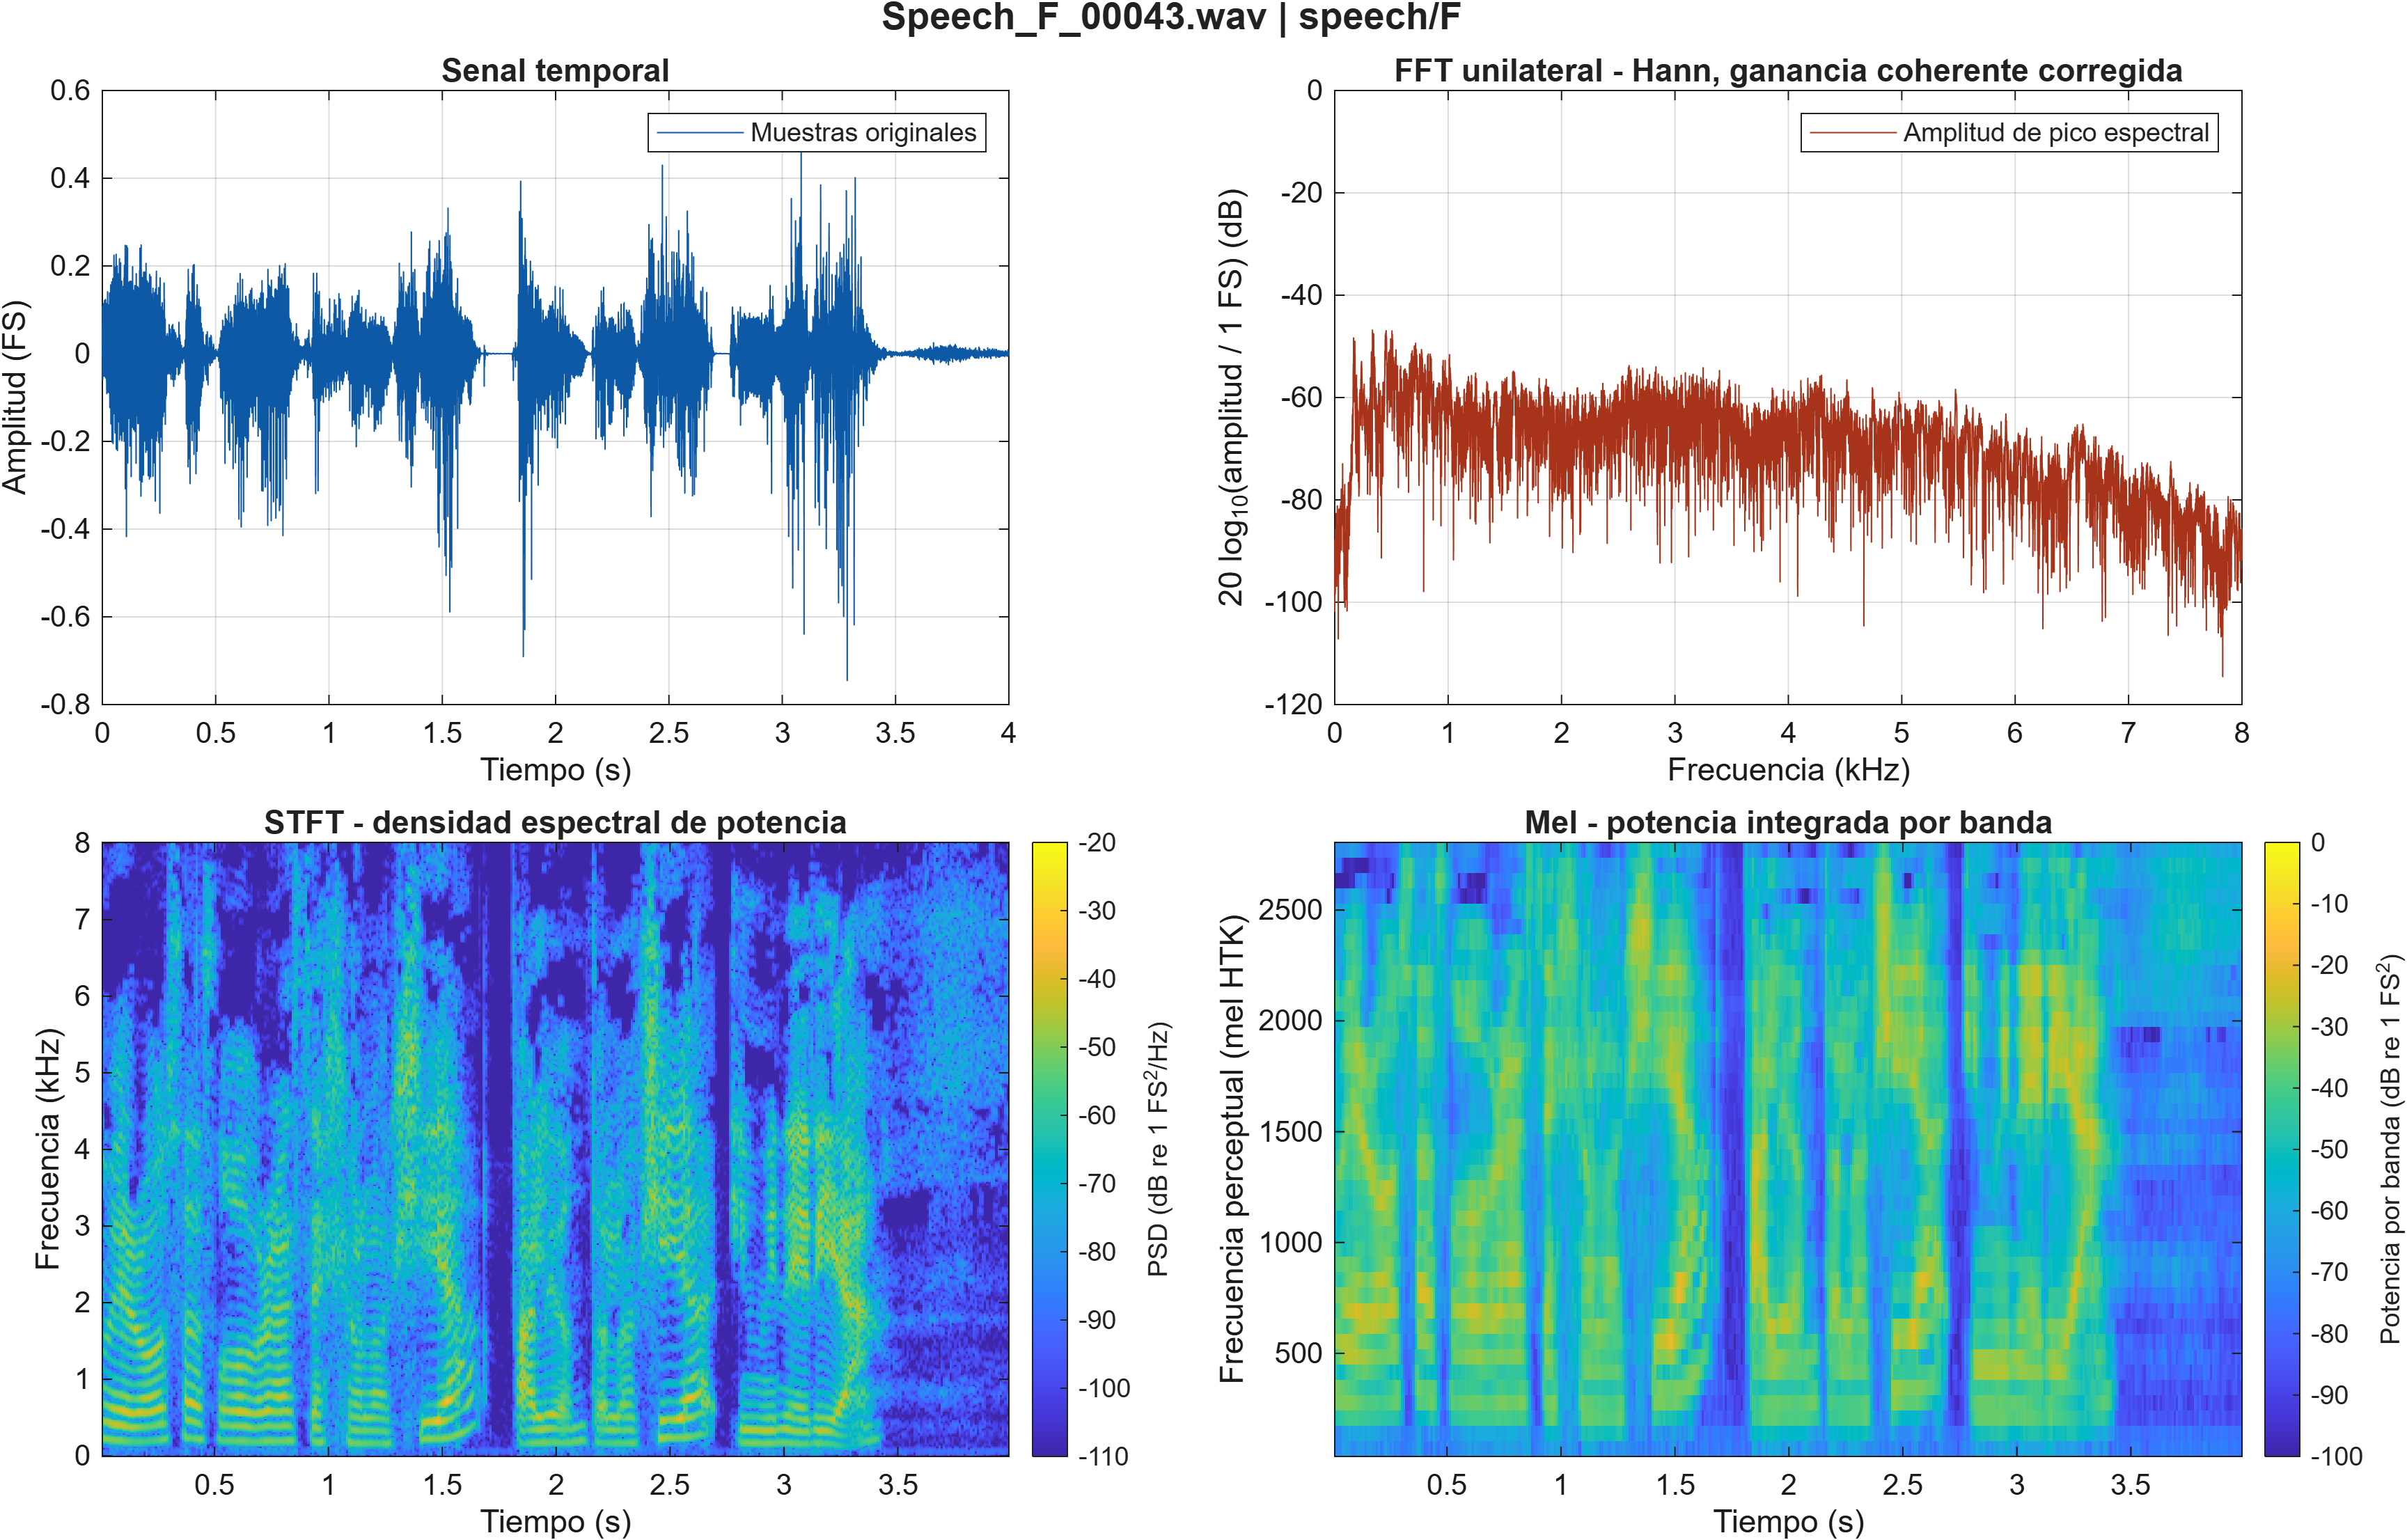 Speech_F_00043.wav | speech/F
Senal temporal
Muestras originales
0.6
0.4
0.2
0
-0.2
-0.4
-0.6
-0.8
Amplitud (FS)
0 0.5 1 1.5 2 2.5 3 3.5 4
Tiempo (s)
FFT unilateral - Hann, ganancia coherente corregida
Amplitud de pico espectral
0
-20
-40
-60
-80
-100
-120
20 log10(amplitud / 1 FS) (dB)
0 1 2 3 4 5 6 7 8
Frecuencia (kHz)
STFT - densidad espectral de potencia
8
7
6
5
4
3
2
1
0
Frecuencia (kHz)
0.5 1 1.5 2 2.5 3 3.5
Tiempo (s)
-20
-30
-40
-50
-60
-70
-80
-90
-100
-110
PSD (dB re 1 FS²/Hz)
Mel - potencia integrada por banda
2500
2000
1500
1000
500
Frecuencia perceptual (mel HTK)
0.5 1 1.5 2 2.5 3 3.5
Tiempo (s)
0
-10
-20
-30
-40
-50
-60
-70
-80
-90
-100
Potencia por banda (dB re 1 FS²)